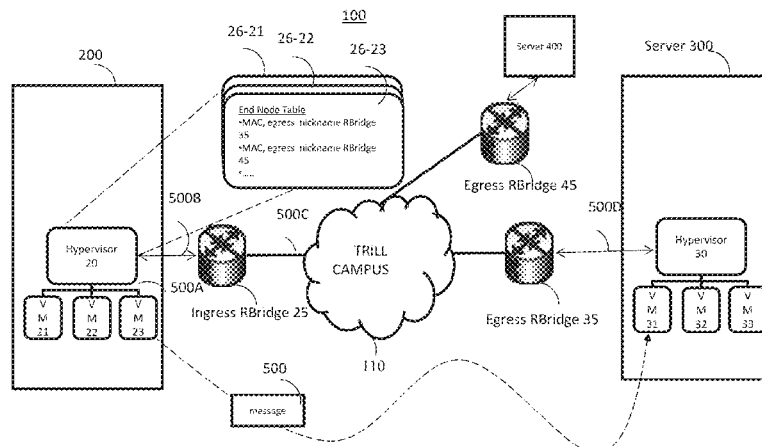 100
26-21
26-22
26-23
200
Server 400
Server 300
End Node Table
•MAC, egress nickname RBridge
35
•MAC, egress nickname RBridge
45
Egress RBridge 45
500B
500C
500D
Hypervisor
20
TRILL
CAMPUS
Hypervisor
30
500A
Ingress RBridge 25
Egress RBridge 35
V
M
21
V
M
22
V
M
23
V
M
31
V
M
32
V
M
33
110
500
message